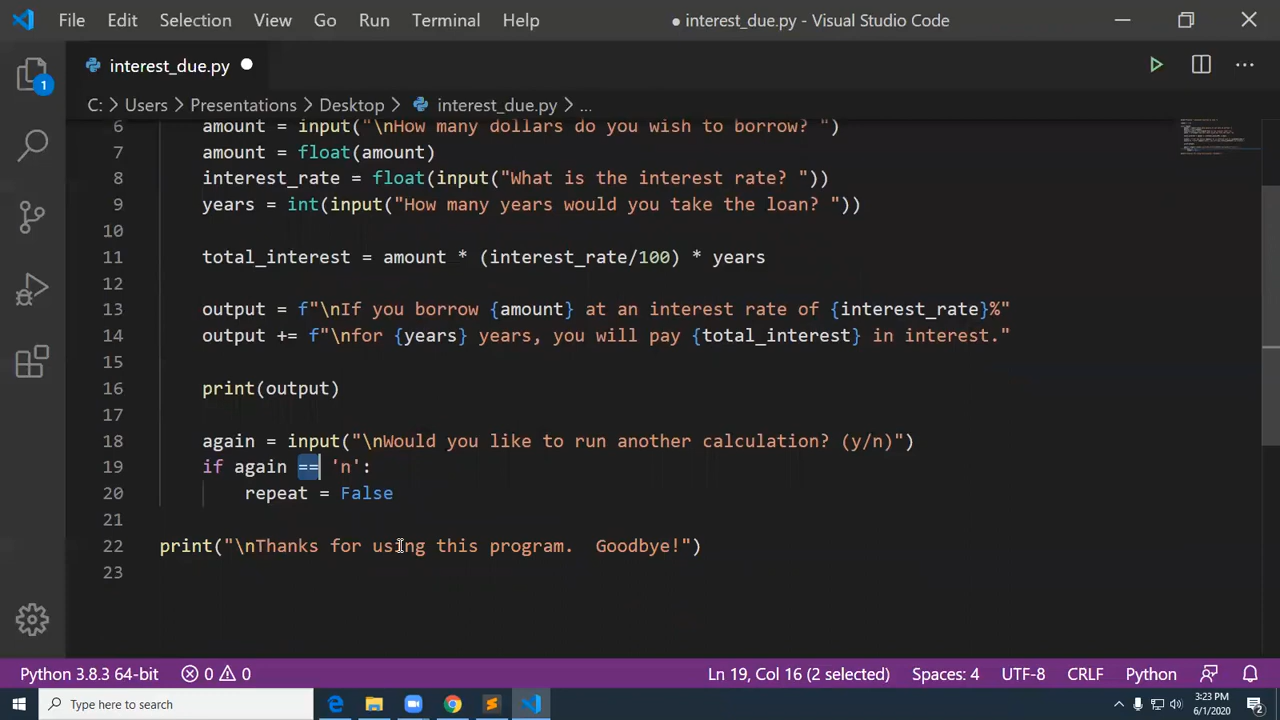 File Edit Selection View Go Run Terminal Help ● interest_due.py - Visual Studio Code
interest_due.py
C: > Users > Presentations > Desktop > interest_due.py > ...
1
6 amount = input("\nHow many dollars do you wish to borrow? ")
7 amount = float(amount)
8 interest_rate = float(input("What is the interest rate? "))
9 years = int(input("How many years would you take the loan? "))
10
11 total_interest = amount * (interest_rate/100) * years
12
13 output = f"\nIf you borrow {amount} at an interest rate of {interest_rate}%"
14 output += f"\nfor {years} years, you will pay {total_interest} in interest."
15
16 print(output)
17
18 again = input("\nWould you like to run another calculation? (y/n)")
19 if again == 'n':
20 repeat = False
21
22 print("\nThanks for using this program.  Goodbye!")
23
Python 3.8.3 64-bit 0 0 Ln 19, Col 16 (2 selected) Spaces: 4 UTF-8 CRLF Python
Type here to search
3:23 PM
6/1/2020
2